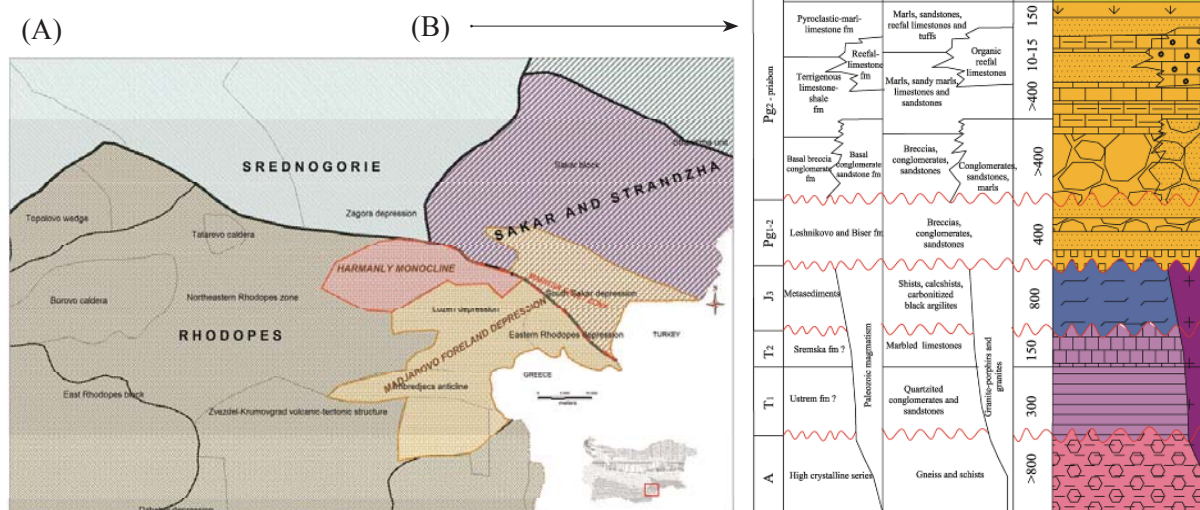 (A)
(B)
SREDNOGORIE
Sakar block
SAKAR AND STRANDZHA
Topolovo wedge
Tatarevo caldera
Zagora depression
HARMANLY MONOCLINE
Borovo caldera
Northeastern Rhodopes zone
South Sakar depression
RHODOPES
MADJAROVO FORELAND DEPRESSION
Eastern Rhodopes depression
TURKEY
GREECE
East Rhodopes block
Zvezdel-Krumovgrad volcanic-tectonic structure
meters
Pg2 - priabon
Pyroclastic-marl-
limestone fm
Reefal-
limestone
fm
Terrigenous
limestone-
shale
fm
Marls, sandstones,
reefal limestones and
tuffs
Organic
reefal
limestones
Marls, sandy marls,
limestones and
sandstones
150
10-15
>400
Basal breccia
conglomerate
fm
Basal
conglomerate
sandstone fm
Breccias,
conglomerates,
sandstones
Conglomerates,
sandstones,
marls
>400
Pg1-2
Leshnikovo and Biser fm
Breccias,
conglomerates,
sandstones
400
J3
Metasediments
Shists, calcshists,
carbonitized
black argilites
800
T2
Sremska fm ?
Marbled limestones
150
T1
Ustrem fm ?
Quartzited
conglomerates and
sandstones
300
Paleozoic magmatism
Granite-porphirs and
granites
A
High crystalline series
Gneiss and schists
>800